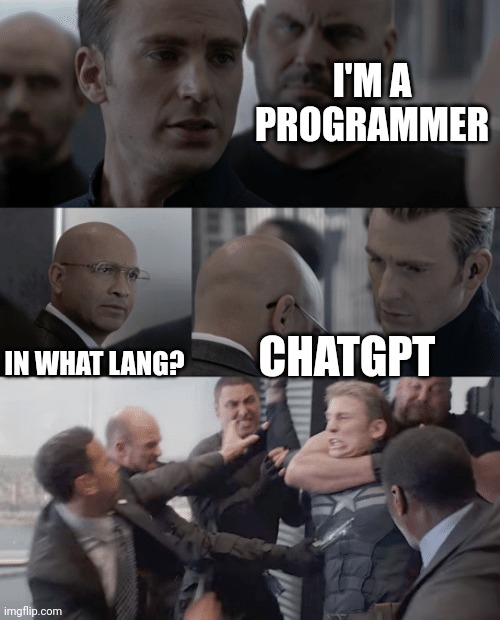 I'M A
PROGRAMMER
IN WHAT LANG?
CHATGPT
imgflip.com